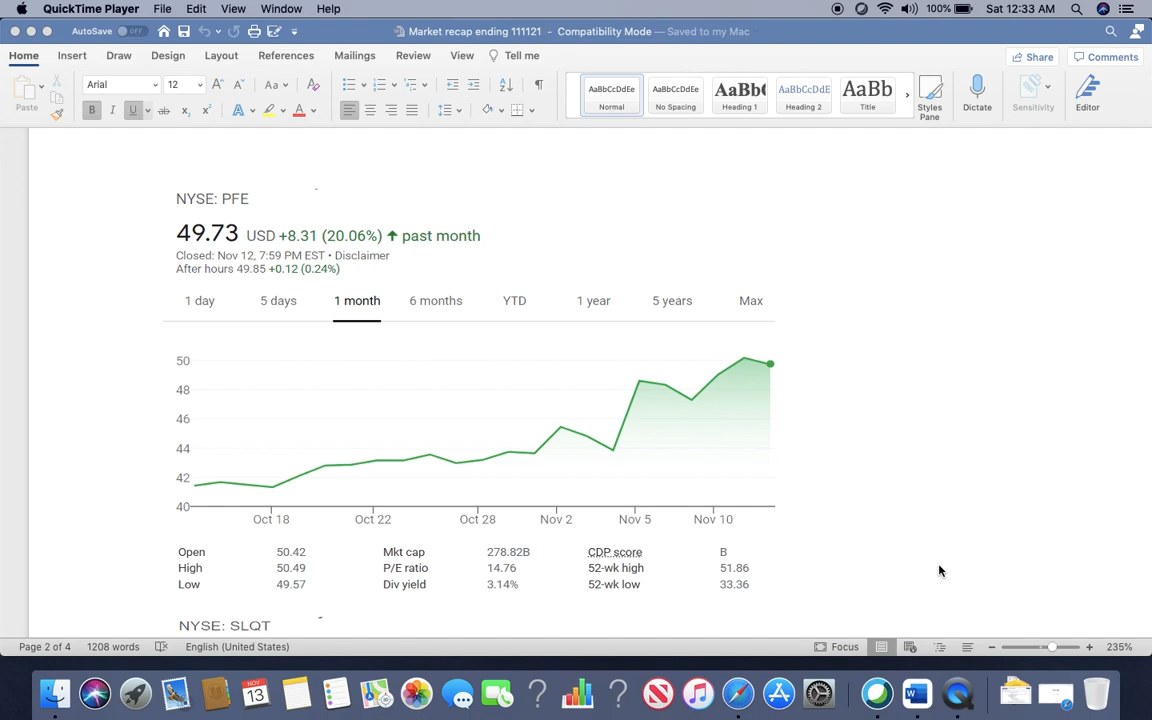 QuickTime Player File Edit View Window Help 100% Sat 12:33 AM
AutoSave OFF Market recap ending 111121 - Compatibility Mode — Saved to my Mac
Home Insert Draw Design Layout References Mailings Review View Tell me Share Comments
Paste Arial 12 A A Aa A AaBbCcDdEe AaBbCcDdEe AaBbC AaBbCcDdE AaBb
B I U ab x₂ x² A A Normal No Spacing Heading 1 Heading 2 Title Styles Pane Dictate Sensitivity Editor
NYSE: PFE
49.73 USD +8.31 (20.06%) ↑ past month
Closed: Nov 12, 7:59 PM EST • Disclaimer
After hours 49.85 +0.12 (0.24%)
1 day 5 days 1 month 6 months YTD 1 year 5 years Max
50
48
46
44
42
40
Oct 18 Oct 22 Oct 28 Nov 2 Nov 5 Nov 10
Open 50.42 Mkt cap 278.82B CDP score B
High 50.49 P/E ratio 14.76 52-wk high 51.86
Low 49.57 Div yield 3.14% 52-wk low 33.36
NYSE: SLQT
Page 2 of 4 1208 words English (United States) Focus 235%
NOV
13